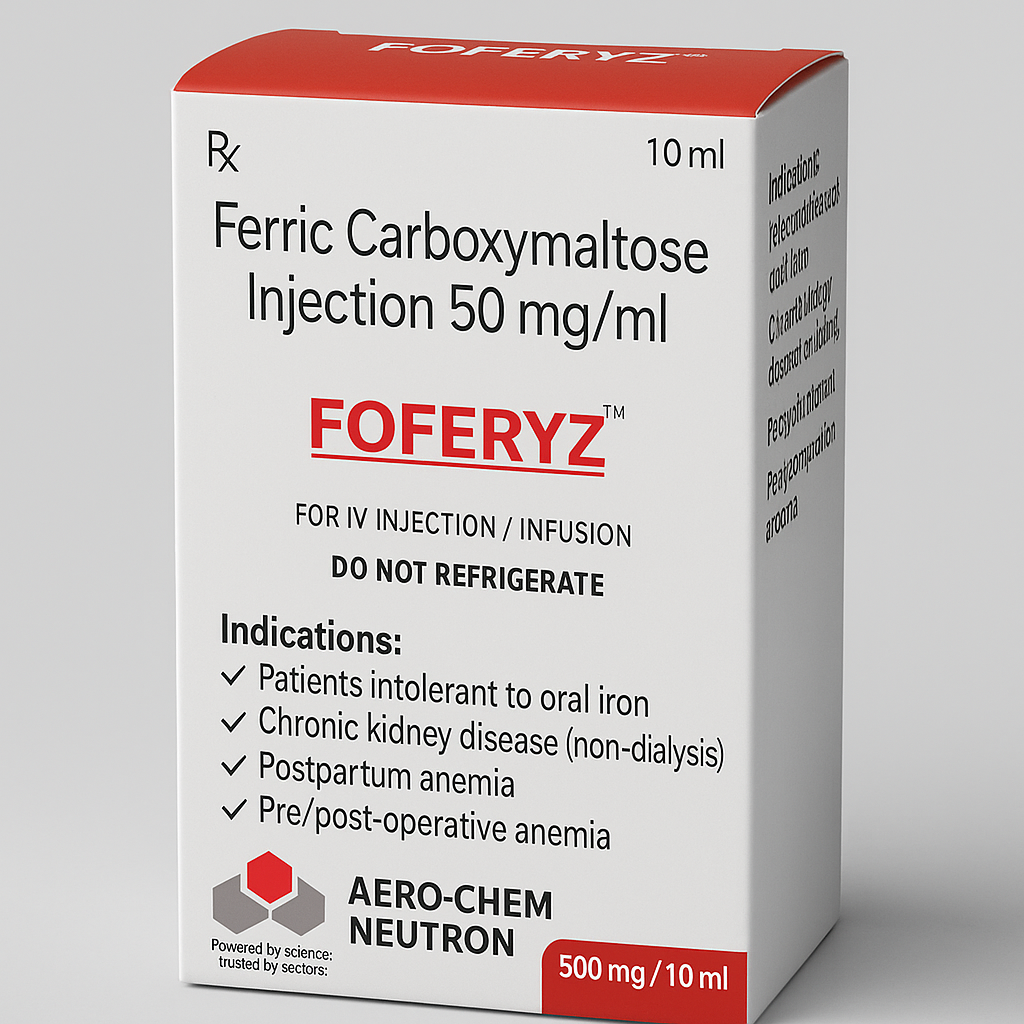 FOFERYZ
Rx
10 ml
Ferric Carboxymaltose
Injection 50 mg/ml
FOFERYZ™
FOR IV INJECTION / INFUSION
DO NOT REFRIGERATE
Indications:
✓ Patients intolerant to oral iron
✓ Chronic kidney disease (non-dialysis)
✓ Postpartum anemia
✓ Pre/post-operative anemia
Powered by science:
trusted by sectors:
AERO-CHEM
NEUTRON
500 mg / 10 ml